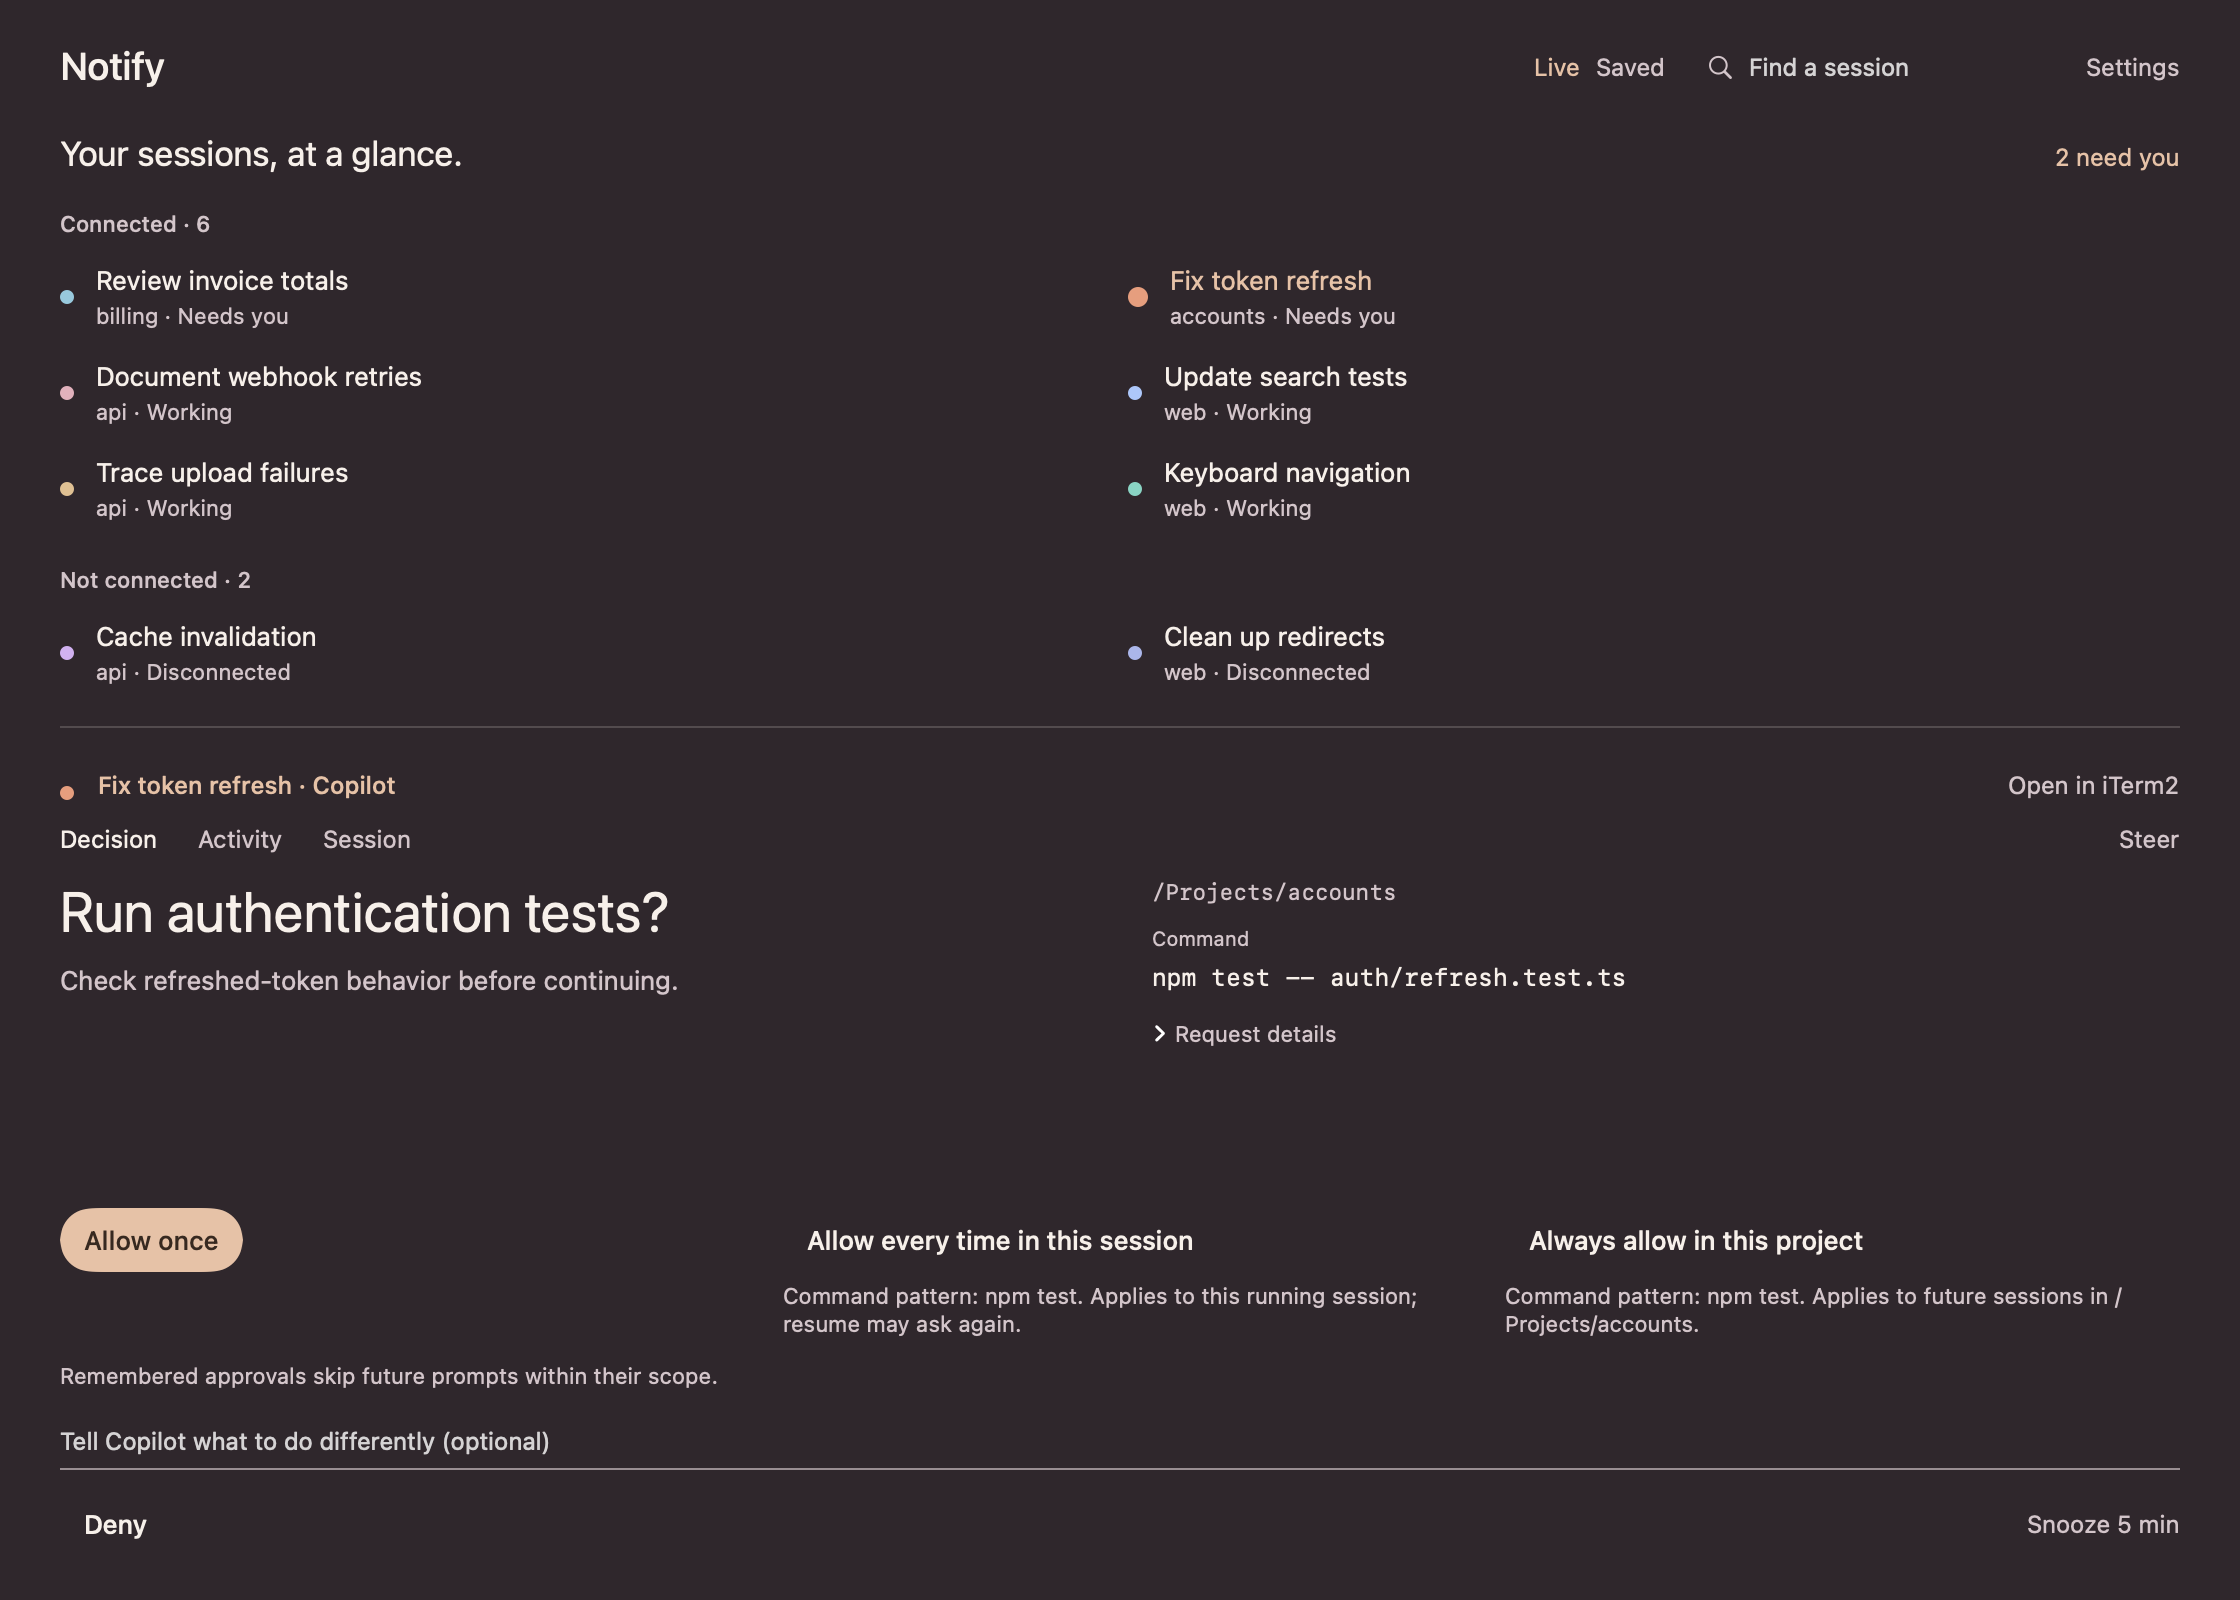 Notify
Live Saved Find a session Settings
Your sessions, at a glance.
2 need you
Connected · 6
Review invoice totals
billing · Needs you
Fix token refresh
accounts · Needs you
Document webhook retries
api · Working
Update search tests
web · Working
Trace upload failures
api · Working
Keyboard navigation
web · Working
Not connected · 2
Cache invalidation
api · Disconnected
Clean up redirects
web · Disconnected
Fix token refresh · Copilot
Open in iTerm2
Decision Activity Session
Steer
Run authentication tests?
Check refreshed-token behavior before continuing.
/Projects/accounts
Command
npm test -- auth/refresh.test.ts
Request details
Allow once
Allow every time in this session
Command pattern: npm test. Applies to this running session;
resume may ask again.
Always allow in this project
Command pattern: npm test. Applies to future sessions in /
Projects/accounts.
Remembered approvals skip future prompts within their scope.
Tell Copilot what to do differently (optional)
Deny
Snooze 5 min